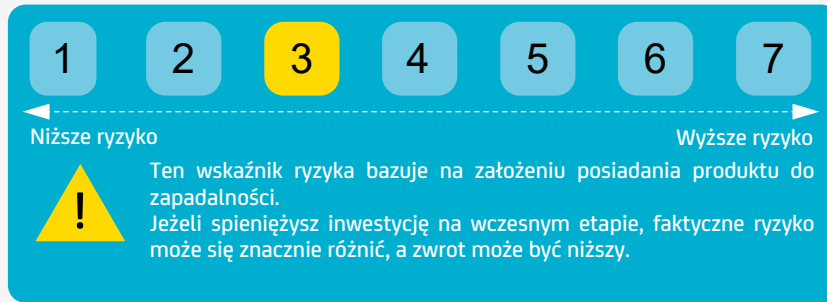 1 2 3 4 5 6 7
Niższe ryzyko Wyższe ryzyko
!
Ten wskaźnik ryzyka bazuje na założeniu posiadania produktu do
zapadalności.
Jeżeli spieniężysz inwestycję na wczesnym etapie, faktyczne ryzyko
może się znacznie różnić, a zwrot może być niższy.